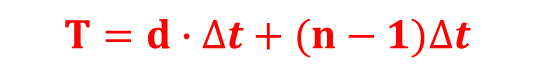 T = d · Δt + (n − 1)Δt